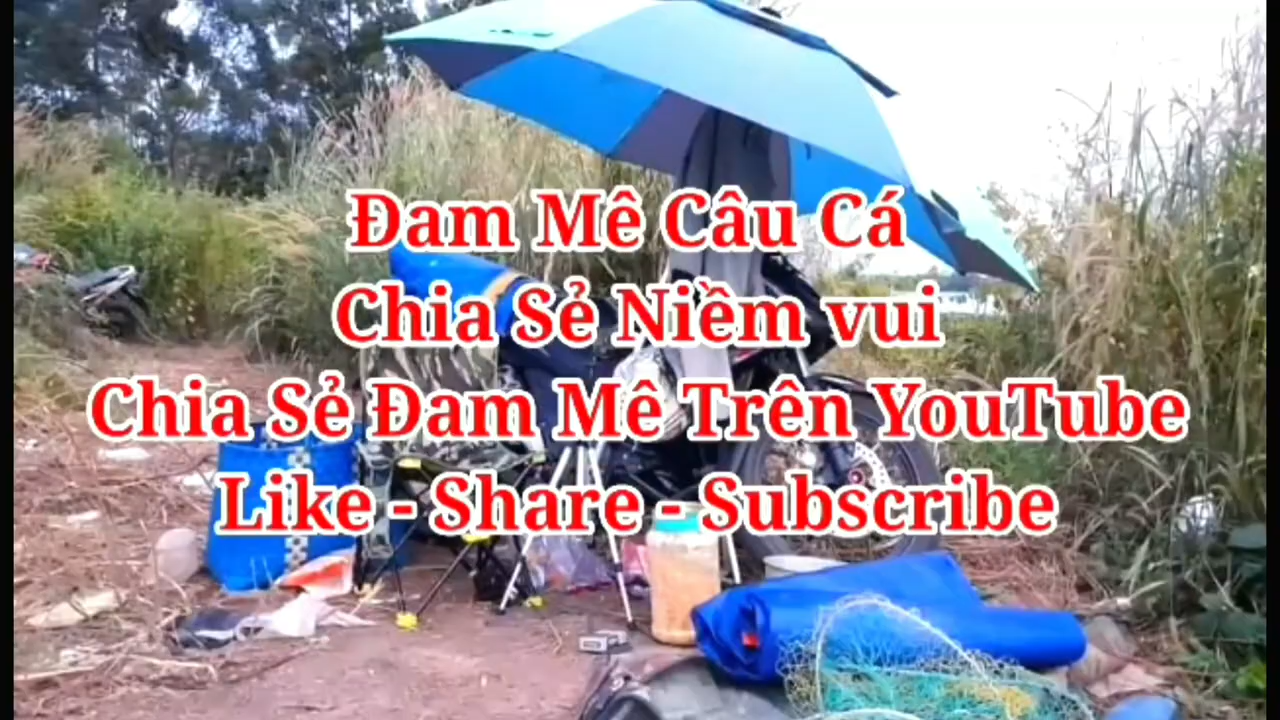 Đam Mê Câu Cá
Chia Sẻ Niềm vui
Chia Sẻ Đam Mê Trên YouTube
Like - Share - Subscribe